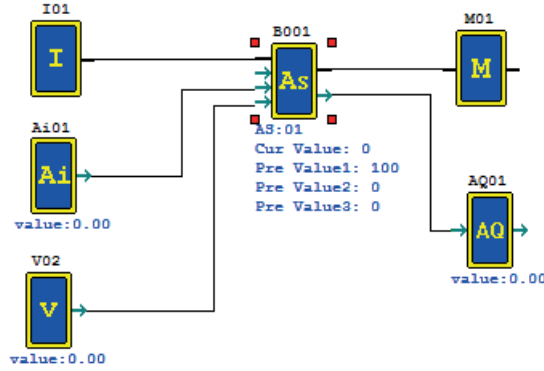 I01
I
B001
As
M01
M
Ai01
Ai
value:0.00
AS:01
Cur Value: 0
Pre Value1: 100
Pre Value2: 0
Pre Value3: 0
AQ01
AQ
value:0.00
V02
V
value:0.00